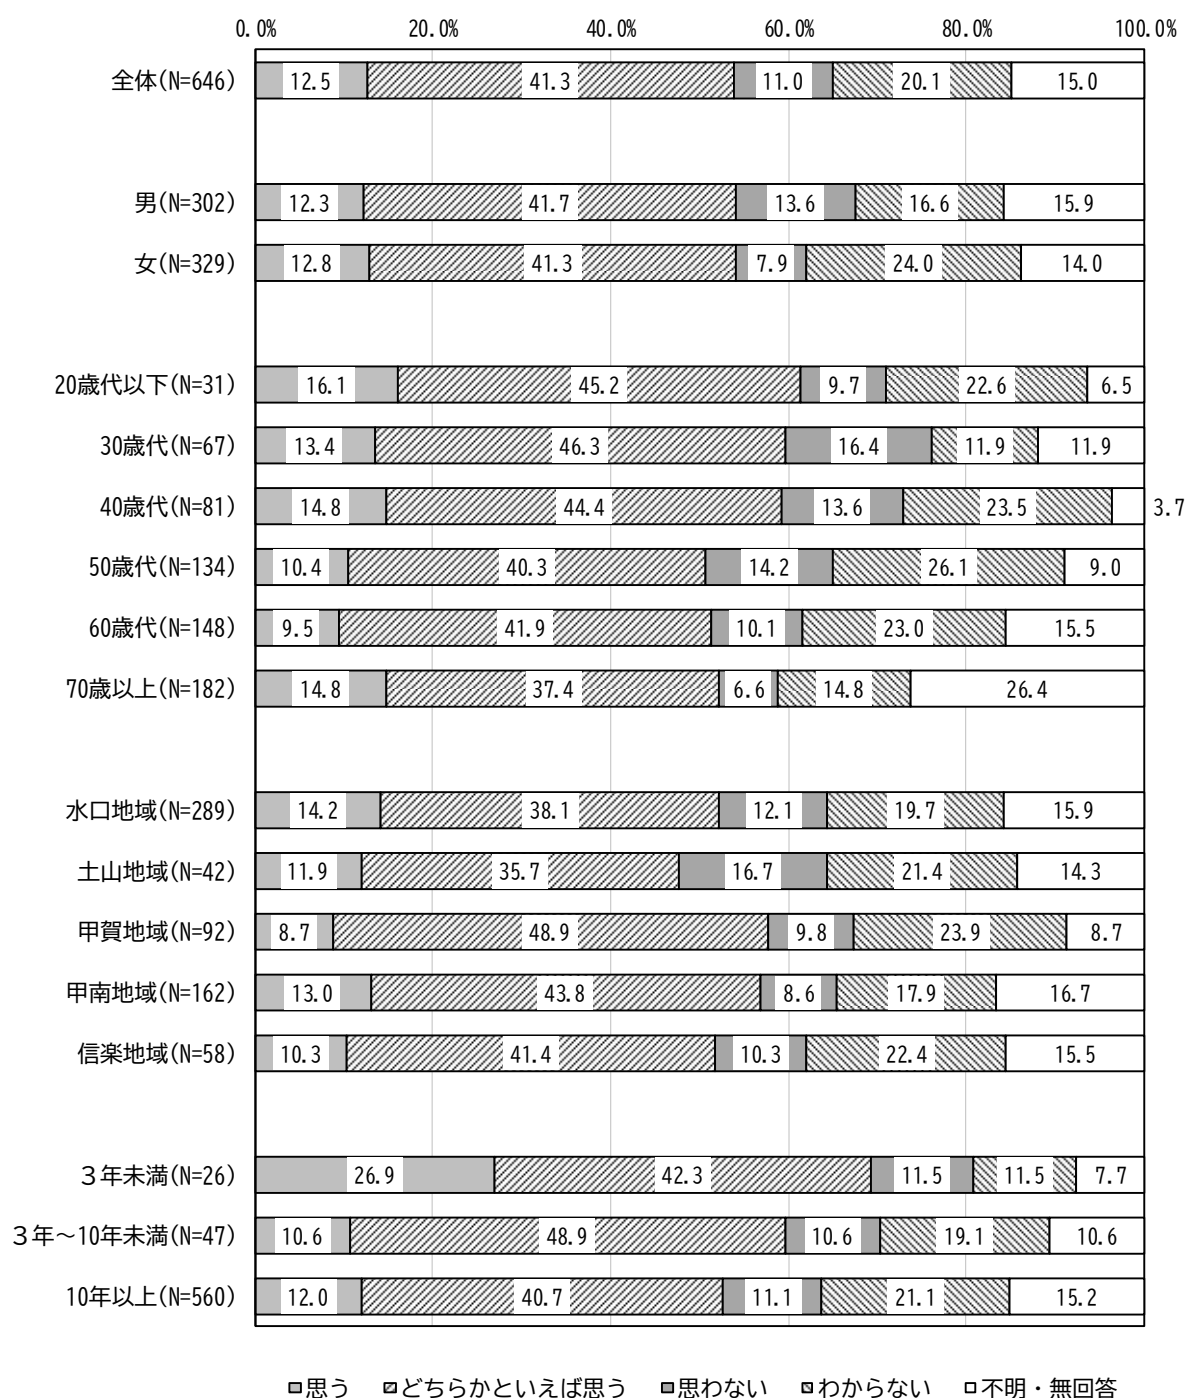 0.0% 20.0% 40.0% 60.0% 80.0% 100.0%
全体(N=646) 12.5 41.3 11.0 20.1 15.0
男(N=302) 12.3 41.7 13.6 16.6 15.9
女(N=329) 12.8 41.3 7.9 24.0 14.0
20歳代以下(N=31) 16.1 45.2 9.7 22.6 6.5
30歳代(N=67) 13.4 46.3 16.4 11.9 11.9
40歳代(N=81) 14.8 44.4 13.6 23.5 3.7
50歳代(N=134) 10.4 40.3 14.2 26.1 9.0
60歳代(N=148) 9.5 41.9 10.1 23.0 15.5
70歳以上(N=182) 14.8 37.4 6.6 14.8 26.4
水口地域(N=289) 14.2 38.1 12.1 19.7 15.9
土山地域(N=42) 11.9 35.7 16.7 21.4 14.3
甲賀地域(N=92) 8.7 48.9 9.8 23.9 8.7
甲南地域(N=162) 13.0 43.8 8.6 17.9 16.7
信楽地域(N=58) 10.3 41.4 10.3 22.4 15.5
３年未満(N=26) 26.9 42.3 11.5 11.5 7.7
３年～10年未満(N=47) 10.6 48.9 10.6 19.1 10.6
10年以上(N=560) 12.0 40.7 11.1 21.1 15.2
思う どちらかといえば思う 思わない わからない 不明・無回答